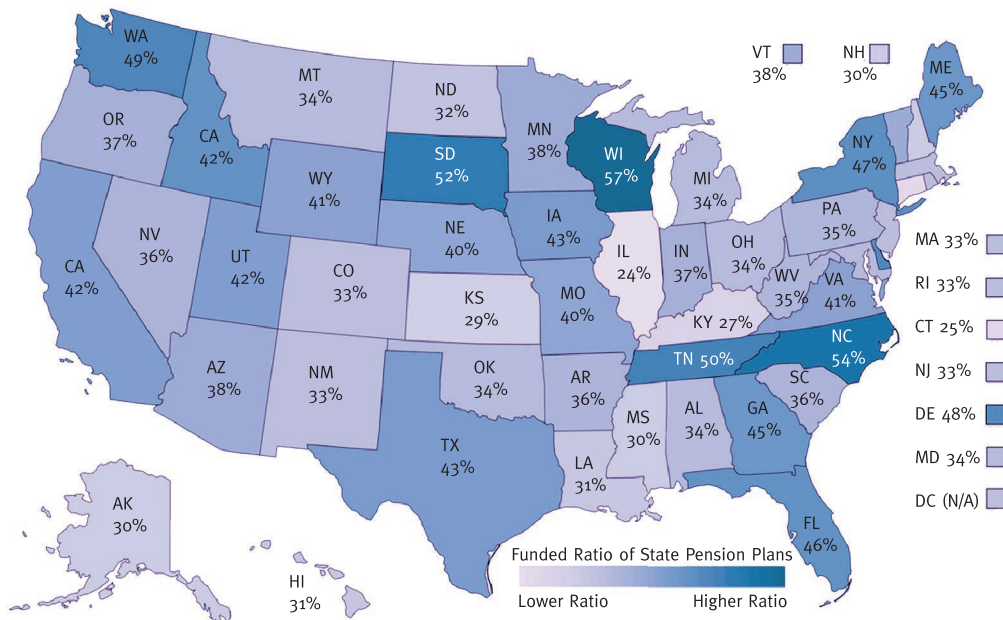 WA
49%
VT
38%
NH
30%
ME
45%
MT
34%
ND
32%
OR
37%
CA
42%
MN
38%
NY
47%
SD
52%
WI
57%
WY
41%
MI
34%
NV
36%
UT
42%
CA
42%
NE
40%
IA
43%
IL
24%
IN
37%
OH
34%
PA
35%
WV
35%
VA
41%
CO
33%
KS
29%
MO
40%
KY 27%
NC
54%
TN 50%
AZ
38%
NM
33%
OK
34%
AR
36%
SC
36%
MS
30%
AL
34%
GA
45%
TX
43%
LA
31%
FL
46%
AK
30%
HI
31%
MA 33%
RI 33%
CT 25%
NJ 33%
DE 48%
MD 34%
DC (N/A)
Funded Ratio of State Pension Plans
Lower Ratio
Higher Ratio